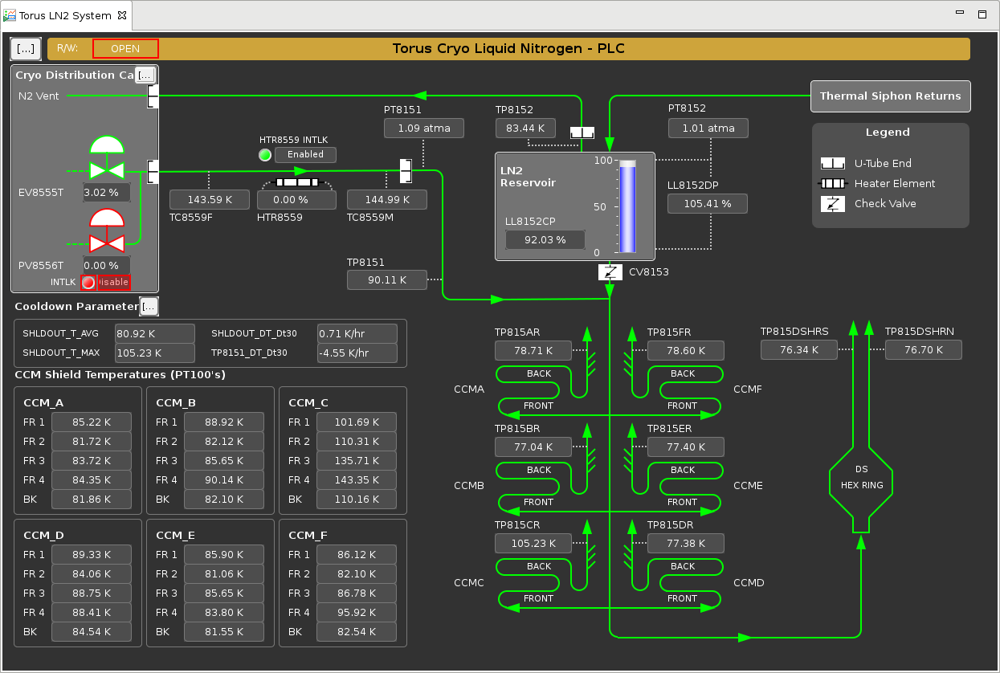 Torus LN2 System
[...] R/W: OPEN Torus Cryo Liquid Nitrogen - PLC
Cryo Distribution Ca [...]
N2 Vent
EV8555T 3.02 %
PV8556T 0.00 %
INTLK
HTR8559 INTLK
Enabled
143.59 K
TC8559F
0.00 %
HTR8559
144.99 K
TC8559M
PT8151
1.09 atma
TP8152
83.44 K
PT8152
1.01 atma
Thermal Siphon Returns
Legend
U-Tube End
Heater Element
Check Valve
LN2
Reservoir
100
50
0
LL8152CP
92.03 %
LL8152DP
105.41 %
CV8153
TP8151
90.11 K
Cooldown Parameter [...]
SHLDOUT_T_AVG 80.92 K SHLDOUT_DT_Dt30 0.71 K/hr
SHLDOUT_T_MAX 105.23 K TP8151_DT_Dt30 -4.55 K/hr
CCM Shield Temperatures (PT100's)
CCM_A
FR 1 85.22 K
FR 2 81.72 K
FR 3 83.72 K
FR 4 84.35 K
BK 81.86 K
CCM_B
FR 1 88.92 K
FR 2 82.12 K
FR 3 85.65 K
FR 4 90.14 K
BK 82.10 K
CCM_C
FR 1 101.69 K
FR 2 110.31 K
FR 3 135.71 K
FR 4 143.35 K
BK 110.16 K
CCM_D
FR 1 89.33 K
FR 2 84.06 K
FR 3 88.75 K
FR 4 88.41 K
BK 84.54 K
CCM_E
FR 1 85.90 K
FR 2 81.06 K
FR 3 85.65 K
FR 4 83.80 K
BK 81.55 K
CCM_F
FR 1 86.12 K
FR 2 82.10 K
FR 3 86.78 K
FR 4 95.92 K
BK 82.54 K
TP815AR
78.71 K
BACK
CCMA
FRONT
TP815FR
78.60 K
BACK
CCMF
FRONT
TP815BR
77.04 K
BACK
CCMB
FRONT
TP815ER
77.40 K
BACK
CCME
FRONT
TP815CR
105.23 K
BACK
CCMC
FRONT
TP815DR
77.38 K
BACK
CCMD
FRONT
TP815DSHRS
76.34 K
TP815DSHRN
76.70 K
DS
HEX RING